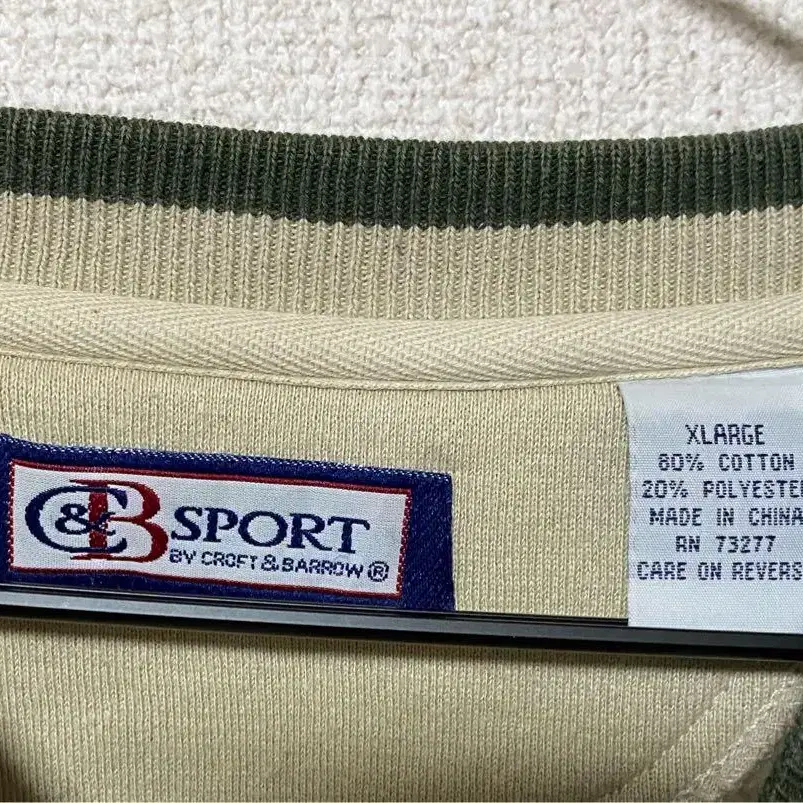 C&B SPORT
BY CROFT & BARROW ®
XLARGE
80% COTTON
20% POLYESTE
MADE IN CHINA
RN 73277
CARE ON REVERS